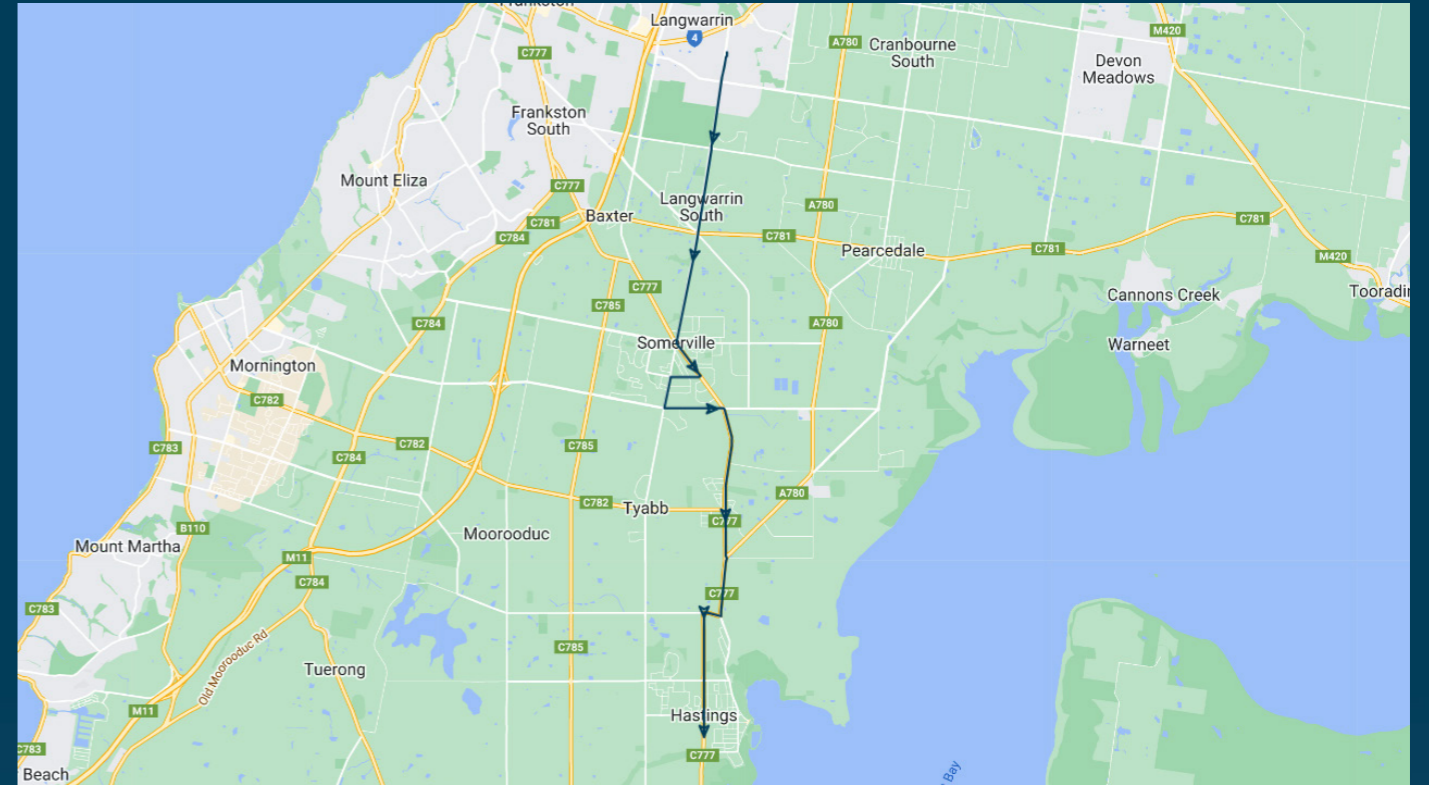 Frankston
Langwarrin
4
M420
C777
A780
Cranbourne
South
Devon
Meadows
Frankston
South
Mount Eliza
C777
Langwarrin
South
A780
Baxter
C781
C784
C781
C781
C781
Pearcedale
M420
C777
Cannons Creek
Tooradin
C785
C784
A780
Somerville
Warneet
Mornington
C782
C783
C782
C785
C784
A780
C782
Tyabb
C777
B110
Moorooduc
Mount Martha
M11
C784
C777
C783
Old Moorooduc Rd
C785
Tuerong
M11
Hastings
C783
C777
Beach
Bay